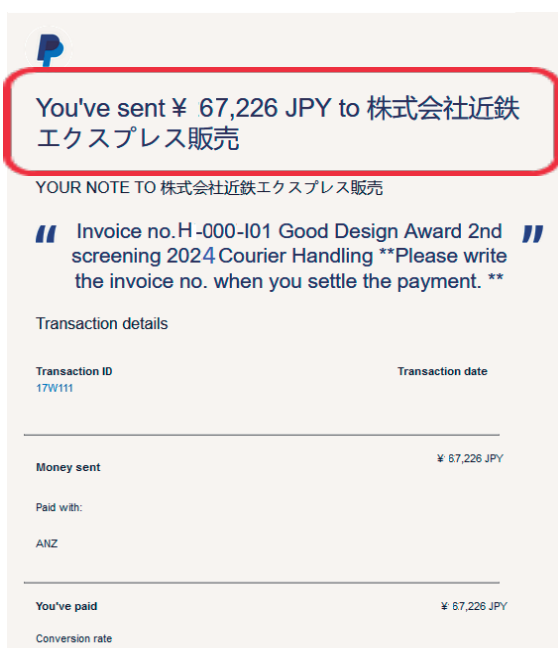 You've sent ¥ 67,226 JPY to 株式会社近鉄
エクスプレス販売
YOUR NOTE TO 株式会社近鉄エクスプレス販売
“ Invoice no.H-000-I01 Good Design Award 2nd ”
screening 2024 Courier Handling **Please write
the invoice no. when you settle the payment. **
Transaction details
Transaction ID Transaction date
17W111
Money sent ¥ 67,226 JPY
Paid with:
ANZ
You've paid ¥ 67,226 JPY
Conversion rate